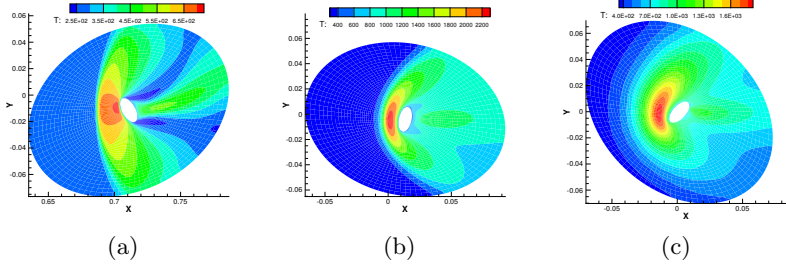 T: 2.5E+02 3.5E+02 4.5E+02 5.5E+02 6.5E+02
0.06
0.04
0.02
0
-0.02
-0.04
-0.06
Y
0.65 0.7 0.75
X
(a)
T: 400 600 800 1000 1200 1400 1600 1800 2000 2200
0.06
0.04
0.02
0
-0.02
-0.04
-0.06
Y
-0.05 0 0.05
X
(b)
T: 4.0E+02 7.0E+02 1.0E+03 1.3E+03 1.6E+03
0.06
0.04
0.02
0
-0.02
-0.04
-0.06
Y
-0.05 0 0.05
X
(c)